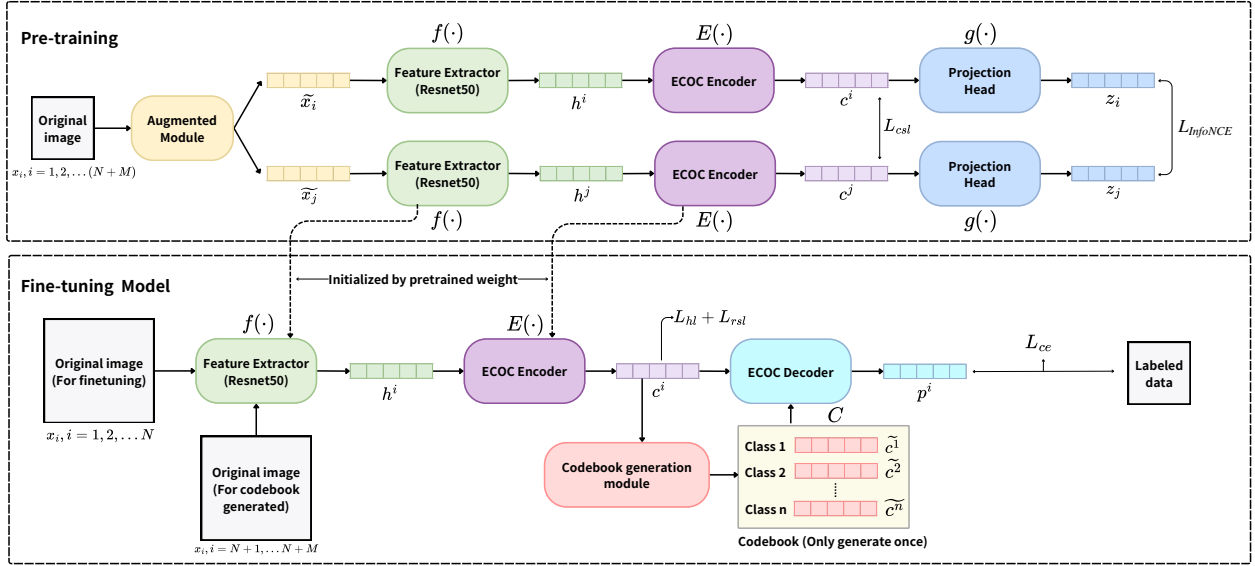 Pre-training
f(·)
E(·)
g(·)
Feature Extractor
(Resnet50)
ECOC Encoder
Projection
Head
x̃_i
h^i
c^i
z_i
Original
image
Augmented
Module
x_i, i = 1, 2, … (N + M)
L_csl
L_InfoNCE
Feature Extractor
(Resnet50)
ECOC Encoder
Projection
Head
x̃_j
h^j
c^j
z_j
f(·)
E(·)
g(·)
Initialized by pretrained weight
Fine-tuning Model
f(·)
E(·)
L_hl + L_rsl
L_ce
Original image
(For finetuning)
Feature Extractor
(Resnet50)
ECOC Encoder
ECOC Decoder
Labeled
data
h^i
c^i
p^i
x_i, i = 1, 2, … N
C
Original image
(For codebook
generated)
Codebook generation
module
Class 1
c̃^1
Class 2
c̃^2
Class n
c̃^n
x_i, i = N + 1, … N + M
Codebook (Only generate once)